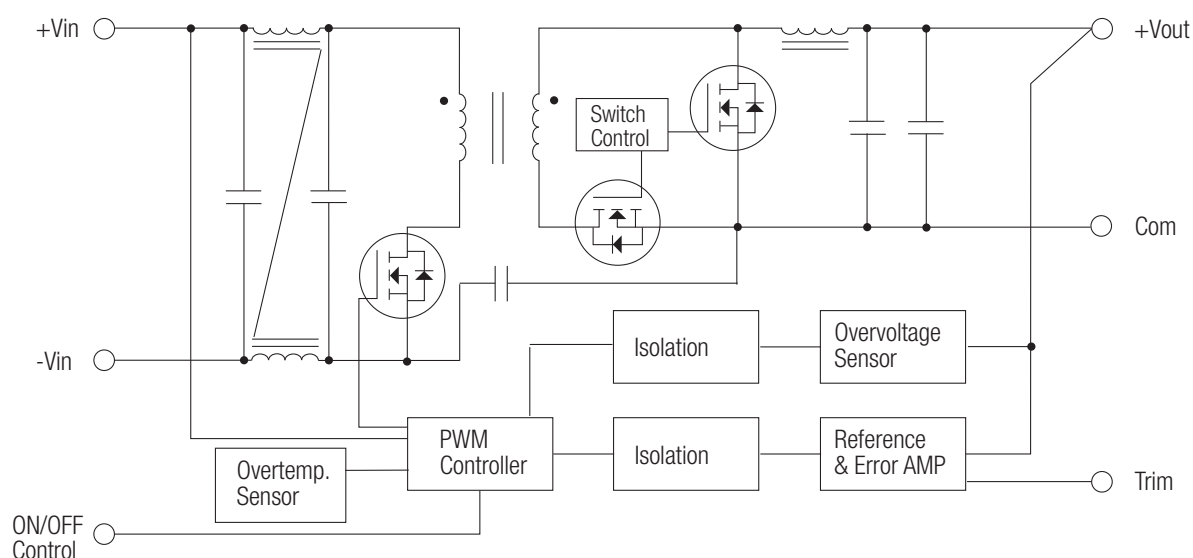 +Vin
+Vout
Switch
Control
Com
-Vin
Isolation
Overvoltage
Sensor
PWM
Controller
Isolation
Reference
& Error AMP
Overtemp.
Sensor
Trim
ON/OFF
Control